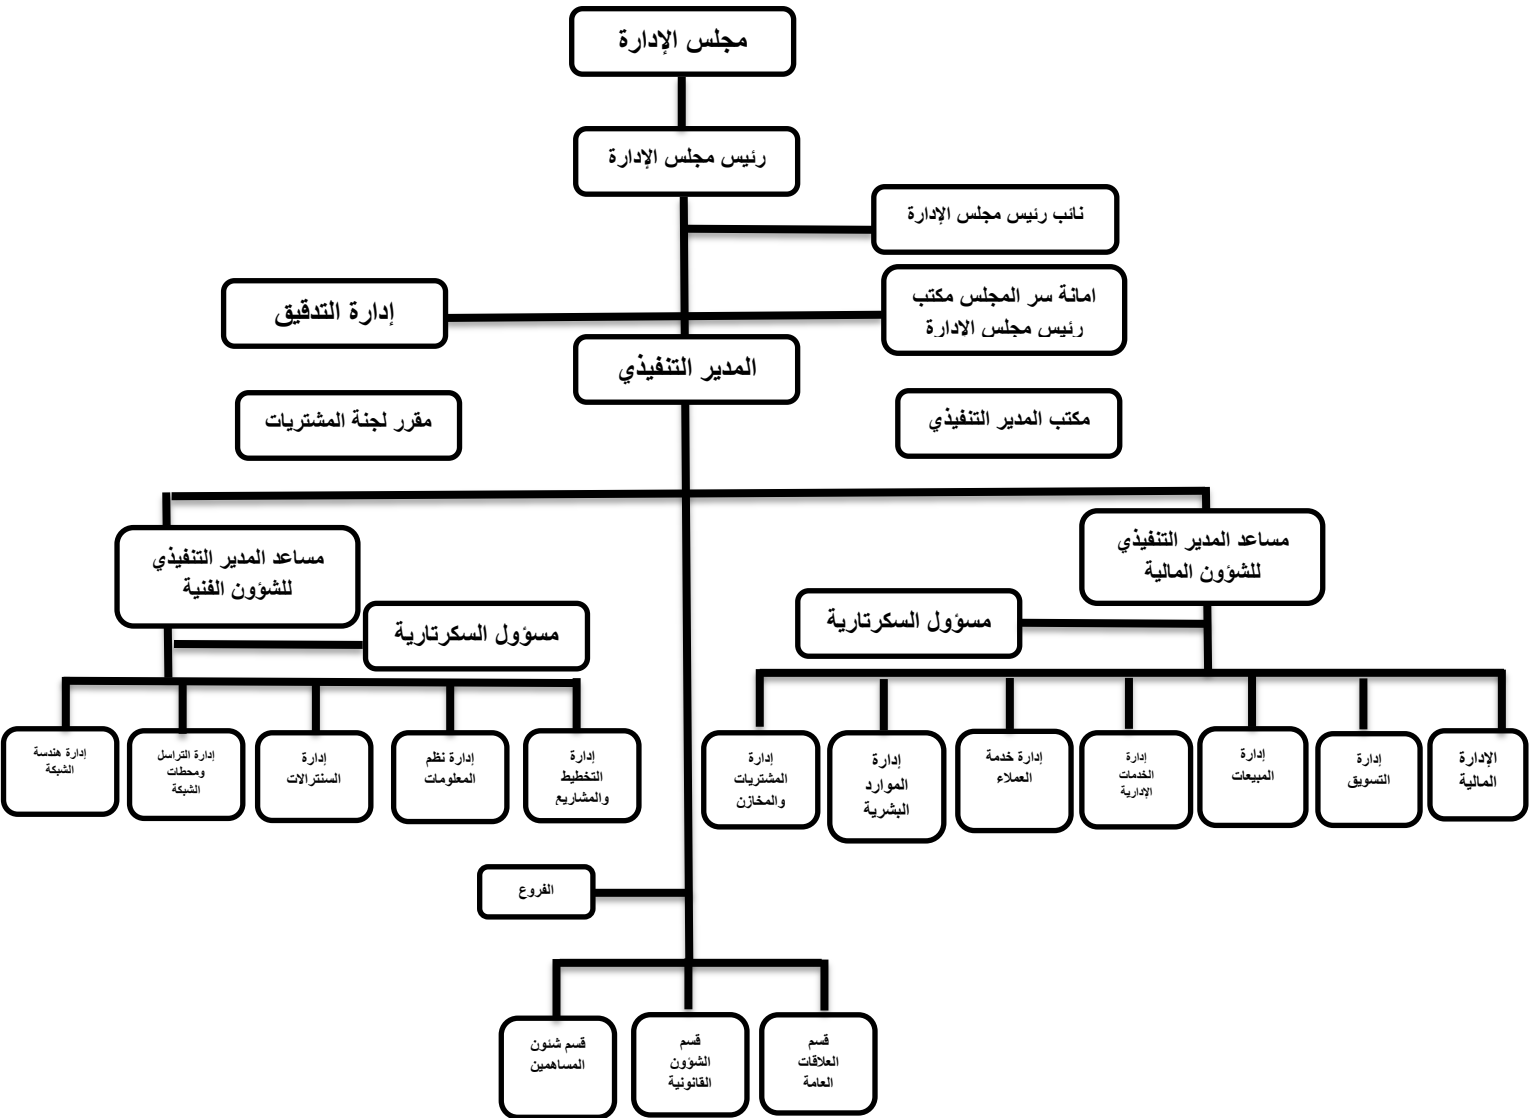 مجلس الإدارة
رئيس مجلس الإدارة
نائب رئيس مجلس الإدارة
امانة سر المجلس مكتب
رئيس مجلس الادارة
إدارة التدقيق
المدير التنفيذي
مكتب المدير التنفيذي
مقرر لجنة المشتريات
مساعد المدير التنفيذي
للشؤون المالية
مساعد المدير التنفيذي
للشؤون الفنية
مسؤول السكرتارية
مسؤول السكرتارية
الإدارة
المالية
إدارة
التسويق
إدارة
المبيعات
إدارة
الخدمات
الإدارية
إدارة خدمة
العملاء
إدارة
الموارد
البشرية
إدارة
المشتريات
والمخازن
إدارة
التخطيط
والمشاريع
إدارة نظم
المعلومات
إدارة
السنترالات
إدارة التراسل
ومحطات
الشبكة
إدارة هندسة
الشبكة
الفروع
قسم
العلاقات
العامة
قسم
الشؤون
القانونية
قسم شئون
المساهمين